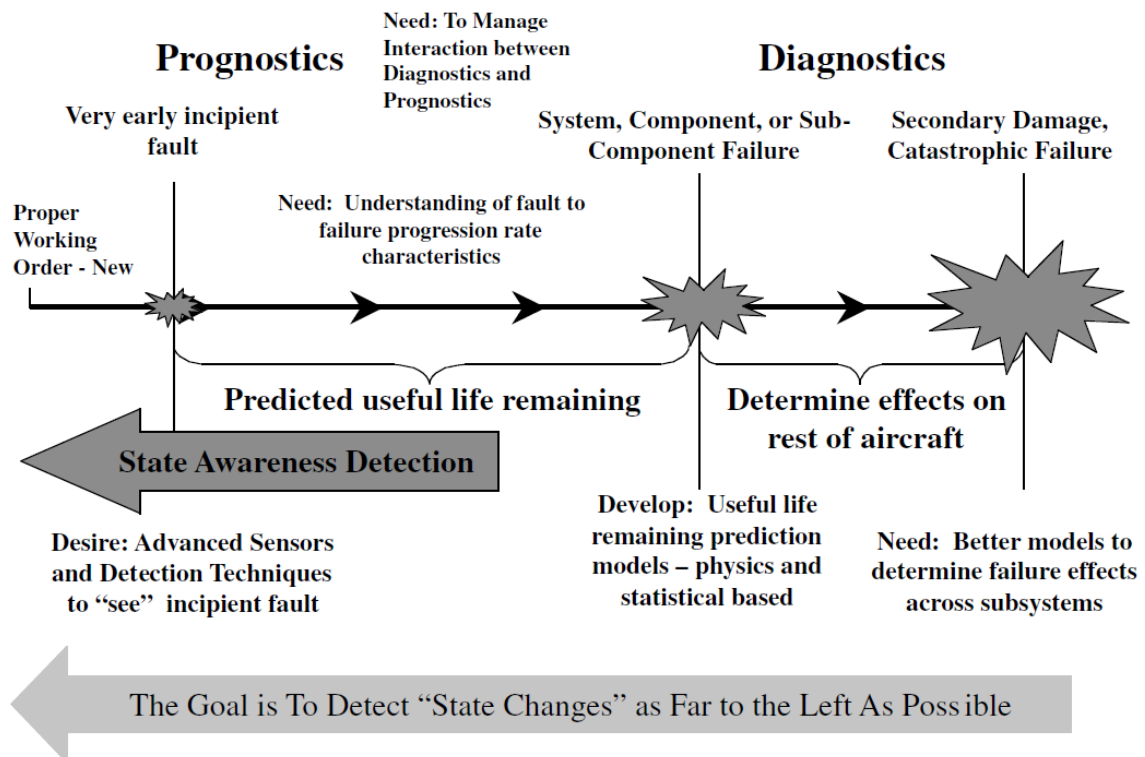 Prognostics
Need: To Manage
Interaction between
Diagnostics and
Prognostics
Diagnostics
Very early incipient
fault
System, Component, or Sub-
Component Failure
Secondary Damage,
Catastrophic Failure
Proper
Working
Order - New
Need: Understanding of fault to
failure progression rate
characteristics
Predicted useful life remaining
Determine effects on
rest of aircraft
State Awareness Detection
Desire: Advanced Sensors
and Detection Techniques
to “see” incipient fault
Develop: Useful life
remaining prediction
models – physics and
statistical based
Need: Better models to
determine failure effects
across subsystems
The Goal is To Detect “State Changes” as Far to the Left As Possible